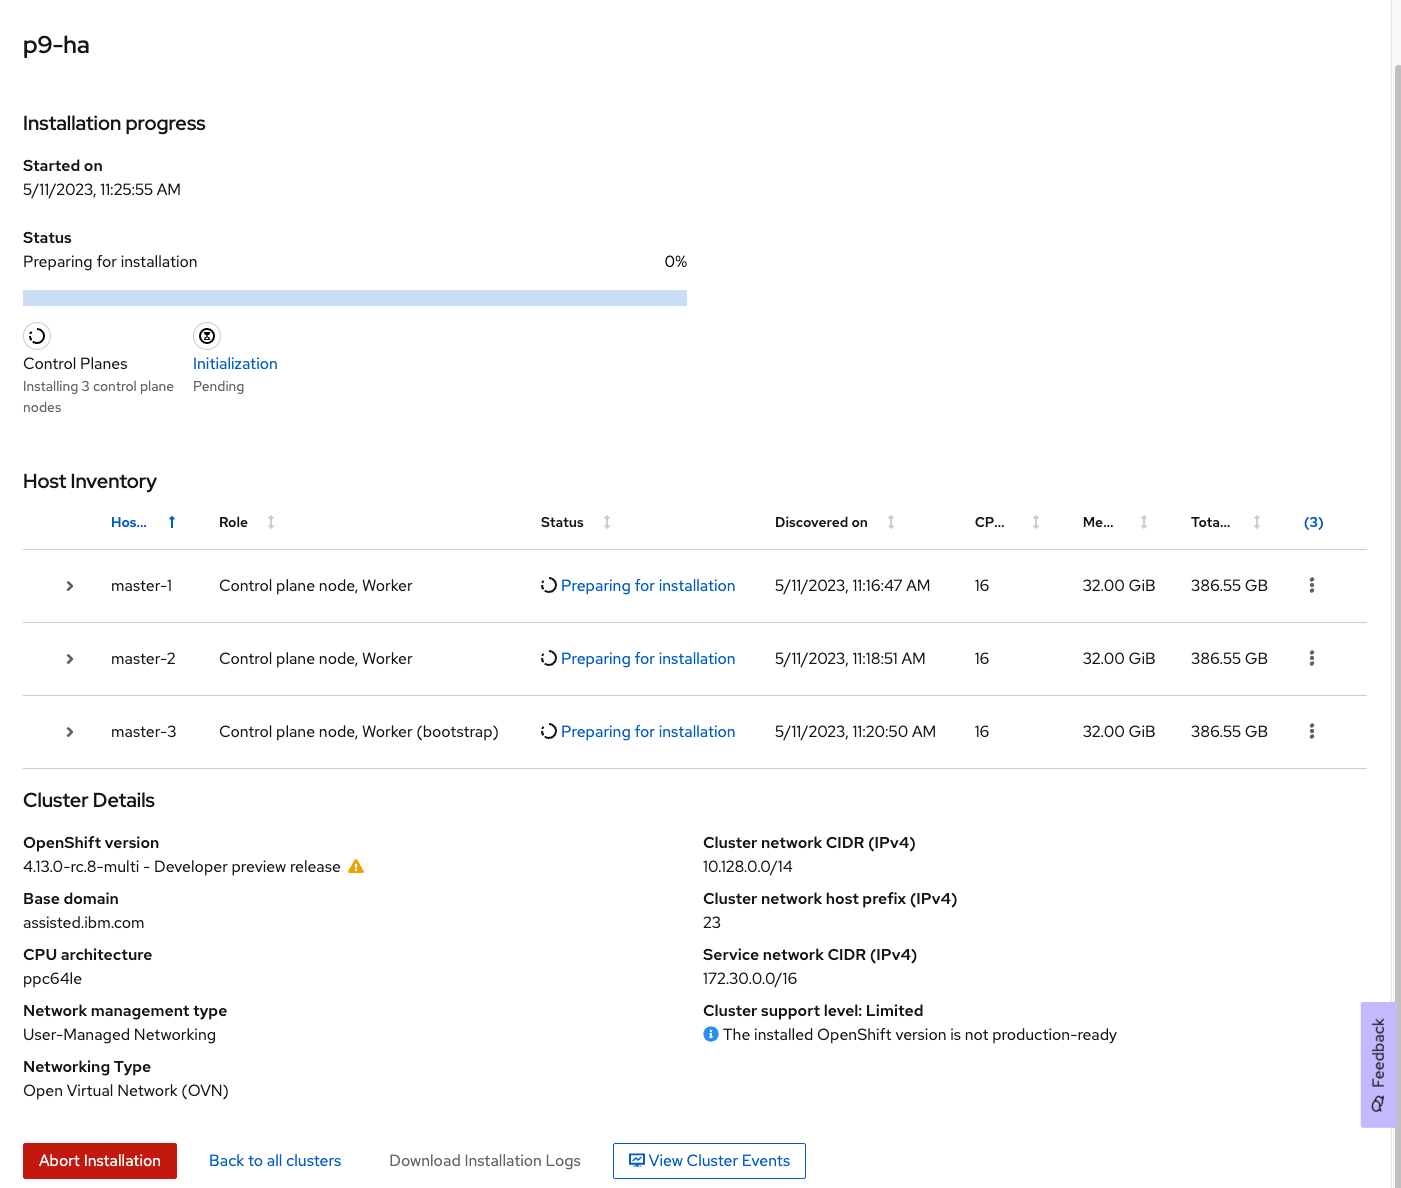 p9-ha
Installation progress
Started on
5/11/2023, 11:25:55 AM
Status
Preparing for installation 0%
Control Planes Initialization
Installing 3 control plane Pending
nodes
Host Inventory
Hos... Role Status Discovered on CP... Me... Tota... (3)
master-1 Control plane node, Worker Preparing for installation 5/11/2023, 11:16:47 AM 16 32.00 GiB 386.55 GB
master-2 Control plane node, Worker Preparing for installation 5/11/2023, 11:18:51 AM 16 32.00 GiB 386.55 GB
master-3 Control plane node, Worker (bootstrap) Preparing for installation 5/11/2023, 11:20:50 AM 16 32.00 GiB 386.55 GB
Cluster Details
OpenShift version
4.13.0-rc.8-multi - Developer preview release
Base domain
assisted.ibm.com
CPU architecture
ppc64le
Network management type
User-Managed Networking
Networking Type
Open Virtual Network (OVN)
Cluster network CIDR (IPv4)
10.128.0.0/14
Cluster network host prefix (IPv4)
23
Service network CIDR (IPv4)
172.30.0.0/16
Cluster support level: Limited
The installed OpenShift version is not production-ready
Feedback
Abort Installation Back to all clusters Download Installation Logs View Cluster Events